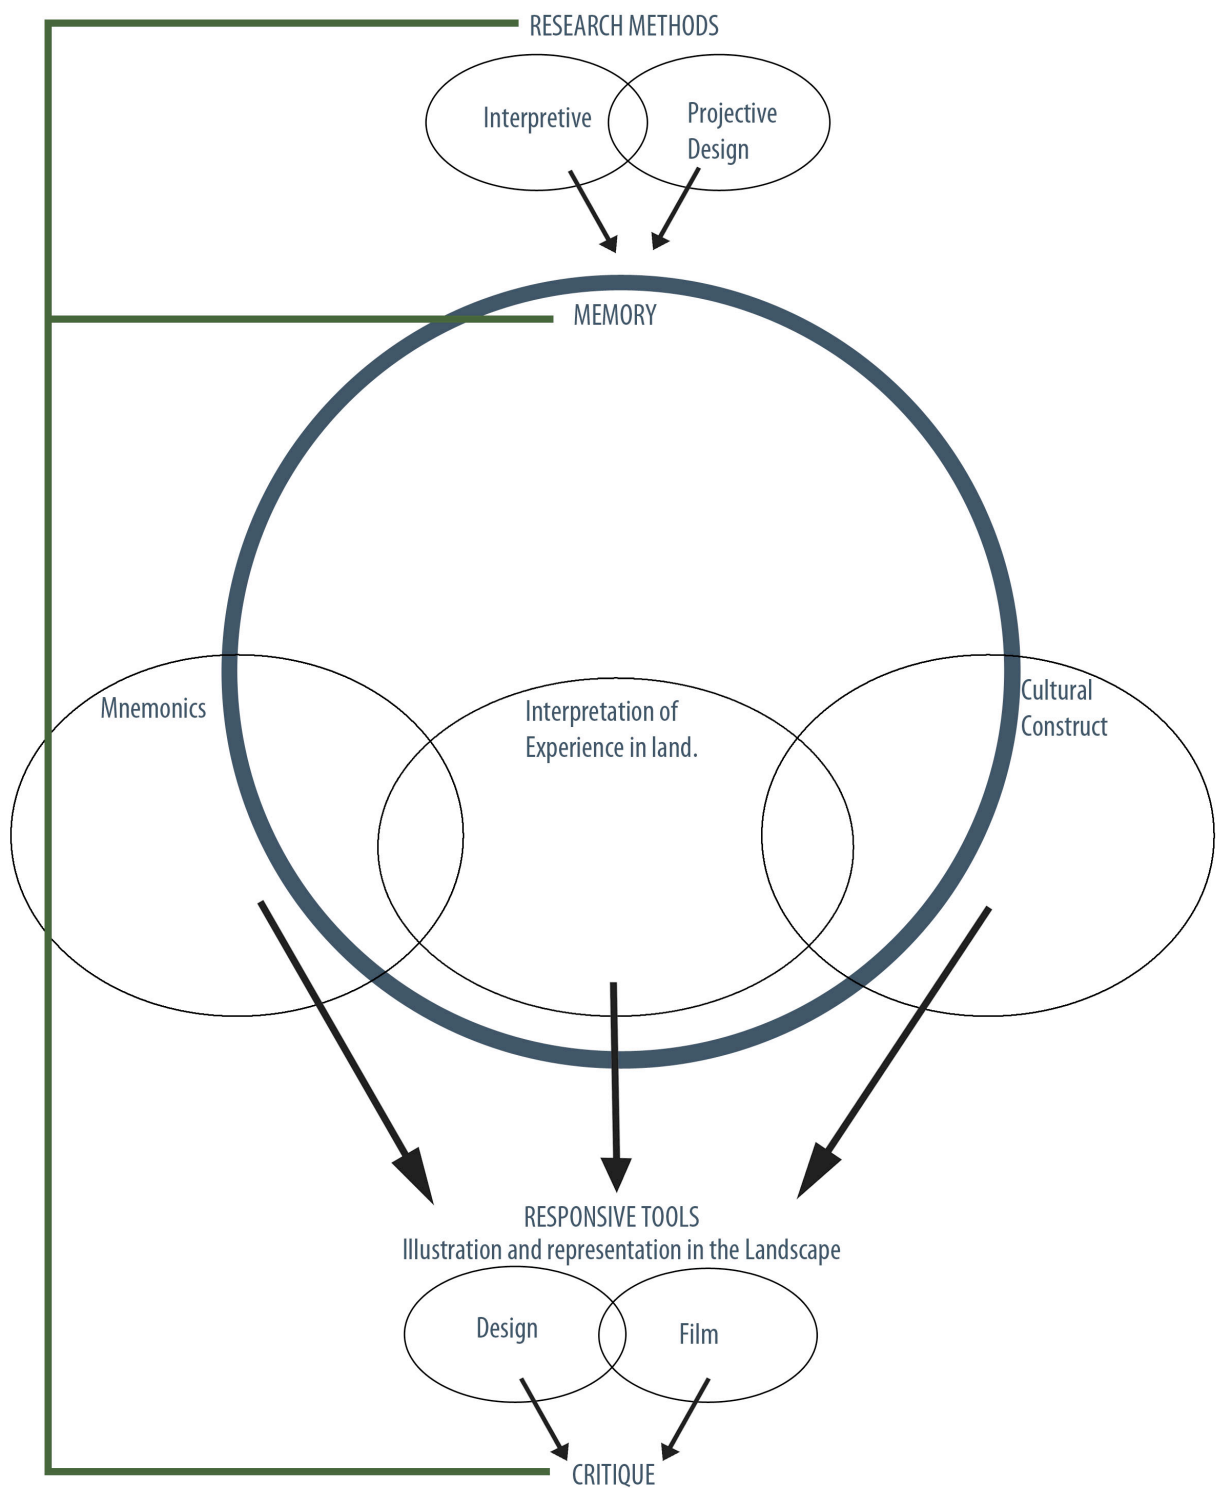 RESEARCH METHODS
Interpretive
Projective
Design
MEMORY
Mnemonics
Interpretation of
Experience in land.
Cultural
Construct
RESPONSIVE TOOLS
Illustration and representation in the Landscape
Design
Film
CRITIQUE